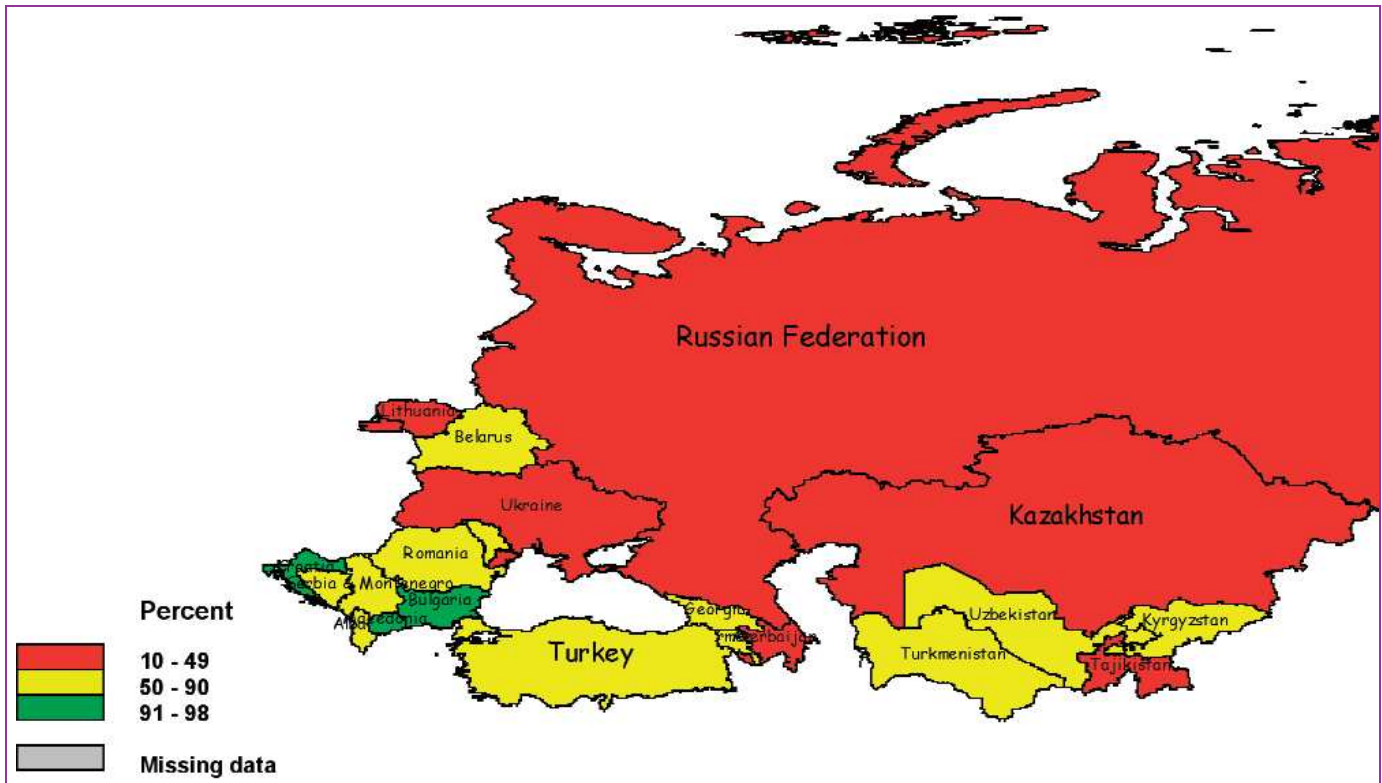 Russian Federation
Lithuania
Belarus
Ukraine
Kazakhstan
Romania
Croatia
Serbia & Montenegro
Bulgaria
Macedonia
Georgia
Uzbekistan
Kyrgyzstan
Turkey
Turkmenistan
Tajikistan
Percent
10 - 49
50 - 90
91 - 98
Missing data